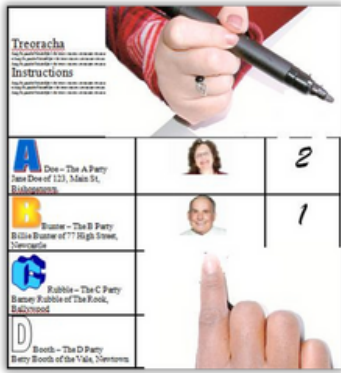 Treoracha
Instructions
A Doe – The A Party
Jane Doe of 123, Main St,
Bishopstown.
2
B Bunter – The B Party
Billie Bunter of 77 High Street,
Newcastle
1
C Rubble – The C Party
Barney Rubble of The Rook,
Ballywood
D Booth – The D Party
Betty Booth of the Vale, Newtown